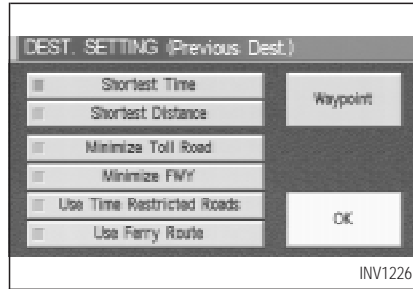 DEST. SETTING (Previous Dest.)
Shortest Time
Shortest Distance
Waypoint
Minimize Toll Road
Minimize FWY
Use Time Restricted Roads
Use Ferry Route
OK
INV1226